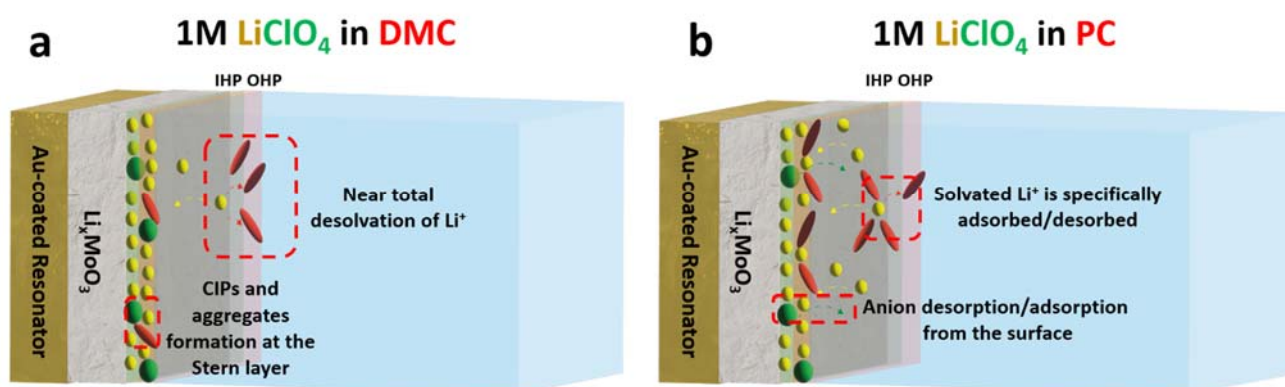 a
1M LiClO₄ in DMC
IHP OHP
Au-coated Resonator
LiₓMoO₃
Near total
desolvation of Li⁺
CIPs and
aggregates
formation at the
Stern layer
b
1M LiClO₄ in PC
IHP OHP
Au-coated Resonator
LiₓMoO₃
Solvated Li⁺ is specifically
adsorbed/desorbed
Anion desorption/adsorption
from the surface